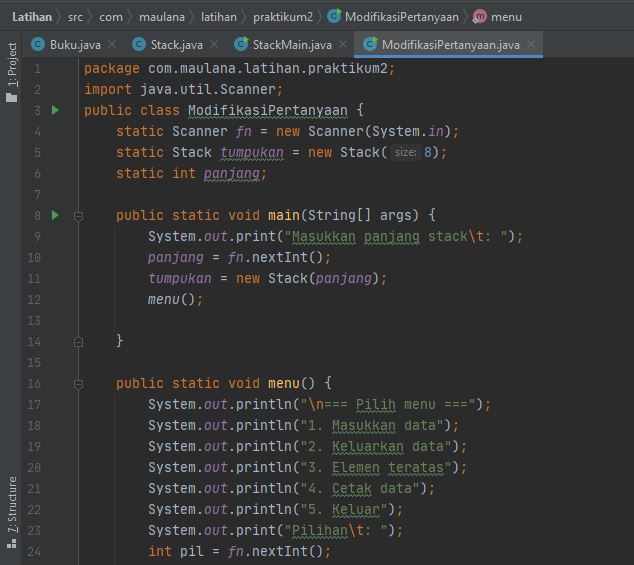 Latihan > src > com > maulana > latihan > praktikum2 > ModifikasiPertanyaan > m menu
Buku.java × Stack.java × StackMain.java × ModifikasiPertanyaan.java ×
1: Project
1 package com.maulana.latihan.praktikum2;
2 import java.util.Scanner;
3 public class ModifikasiPertanyaan {
4 static Scanner fn = new Scanner(System.in);
5 static Stack tumpukan = new Stack( size: 8);
6 static int panjang;
7
8 public static void main(String[] args) {
9 System.out.print("Masukkan panjang stack\t: ");
10 panjang = fn.nextInt();
11 tumpukan = new Stack(panjang);
12 menu();
13
14 }
15
16 public static void menu() {
17 System.out.println("\n=== Pilih menu ===");
18 System.out.println("1. Masukkan data");
19 System.out.println("2. Keluarkan data");
20 System.out.println("3. Elemen teratas");
21 System.out.println("4. Cetak data");
22 System.out.println("5. Keluar");
23 System.out.print("Pilihan\t: ");
24 int pil = fn.nextInt();
7: Structure